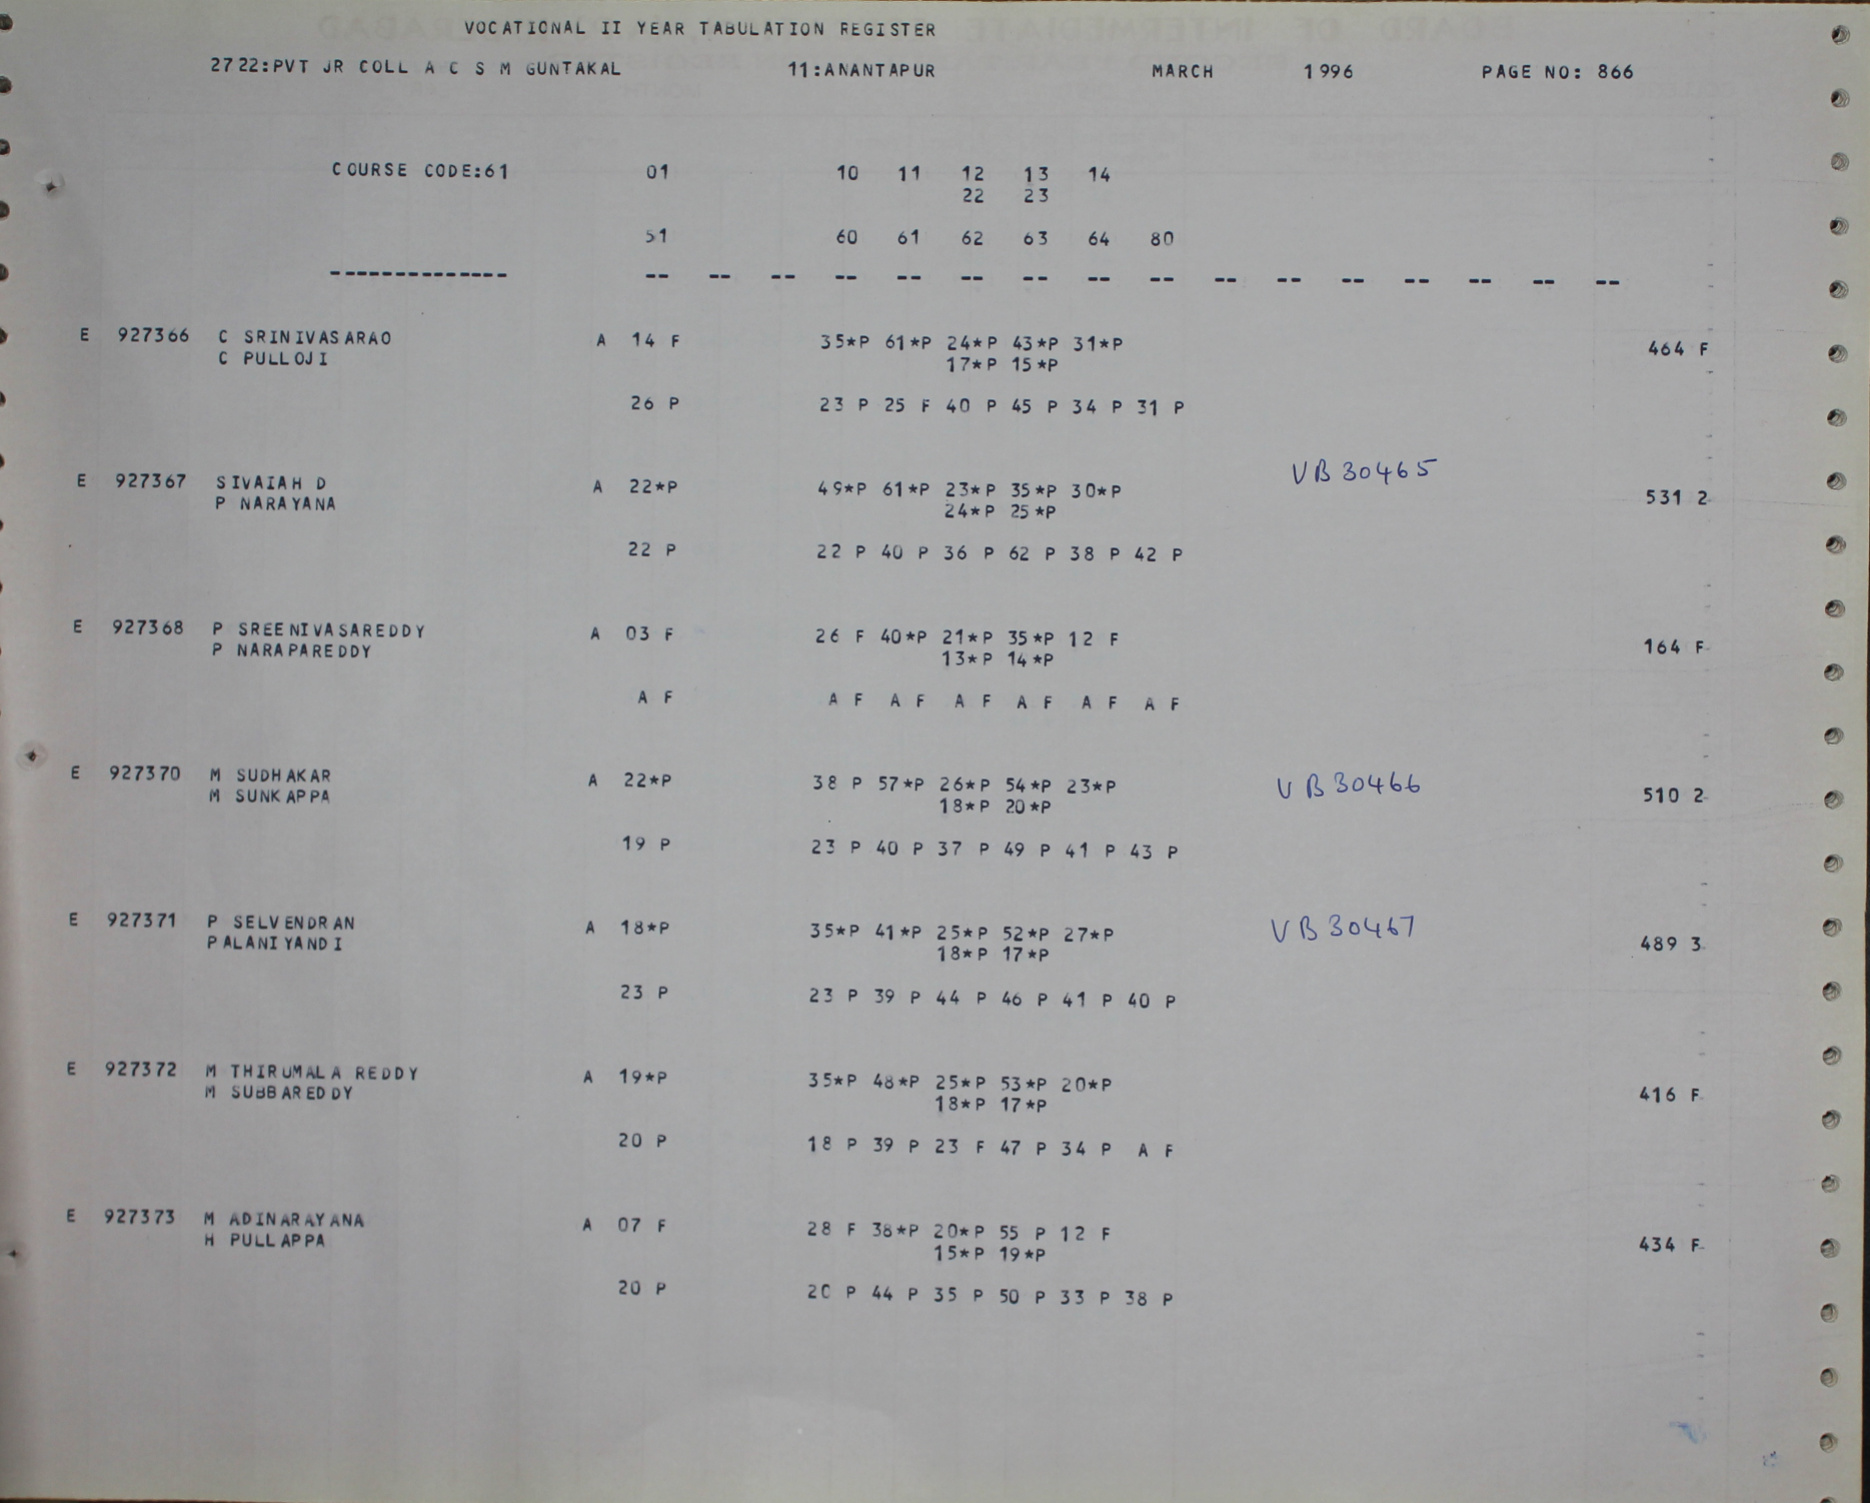 VOCATIONAL II YEAR TABULATION REGISTER
2722:PVT JR COLL A C S M GUNTAKAL 11:ANANTAPUR MARCH 1996 PAGE NO: 866
COURSE CODE:61 01 10 11 12 13 14
22 23
51 60 61 62 63 64 80
-------------- -- -- -- -- -- -- -- -- -- -- -- -- -- -- -- --
E 927366 C SRINIVASARAO A 14 F 35*P 61*P 24*P 43*P 31*P 464 F
C PULLOJI 17*P 15*P
26 P 23 P 25 F 40 P 45 P 34 P 31 P
E 927367 SIVAIAH D A 22*P 49*P 61*P 23*P 35*P 30*P VB 30465 531 2
P NARAYANA 24*P 25*P
22 P 22 P 40 P 36 P 62 P 38 P 42 P
E 927368 P SREENIVASAREDDY A 03 F 26 F 40*P 21*P 35*P 12 F 164 F
P NARAPAREDDY 13*P 14*P
A F A F A F A F A F A F A F
E 927370 M SUDHAKAR A 22*P 38 P 57*P 26*P 54*P 23*P VB 30466 510 2
M SUNKAPPA 18*P 20*P
19 P 23 P 40 P 37 P 49 P 41 P 43 P
E 927371 P SELVENDRAN A 18*P 35*P 41*P 25*P 52*P 27*P VB 30467 489 3
PALANIYANDI 18*P 17*P
23 P 23 P 39 P 44 P 46 P 41 P 40 P
E 927372 M THIRUMALA REDDY A 19*P 35*P 48*P 25*P 53*P 20*P 416 F
M SUBBAREDDY 18*P 17*P
20 P 18 P 39 P 23 F 47 P 34 P A F
E 927373 M ADINARAYANA A 07 F 28 F 38*P 20*P 55 P 12 F 434 F
H PULLAPPA 15*P 19*P
20 P 20 P 44 P 35 P 50 P 33 P 38 P